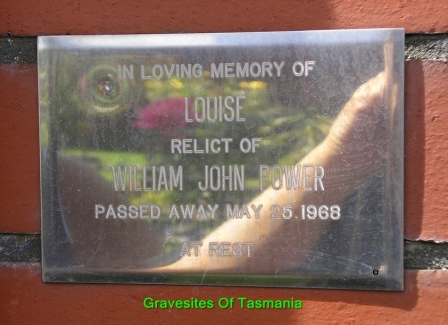 IN LOVING MEMORY OF
LOUISE
RELICT OF
WILLIAM JOHN POWER
PASSED AWAY MAY 25.1968
AT REST
Gravesites Of Tasmania